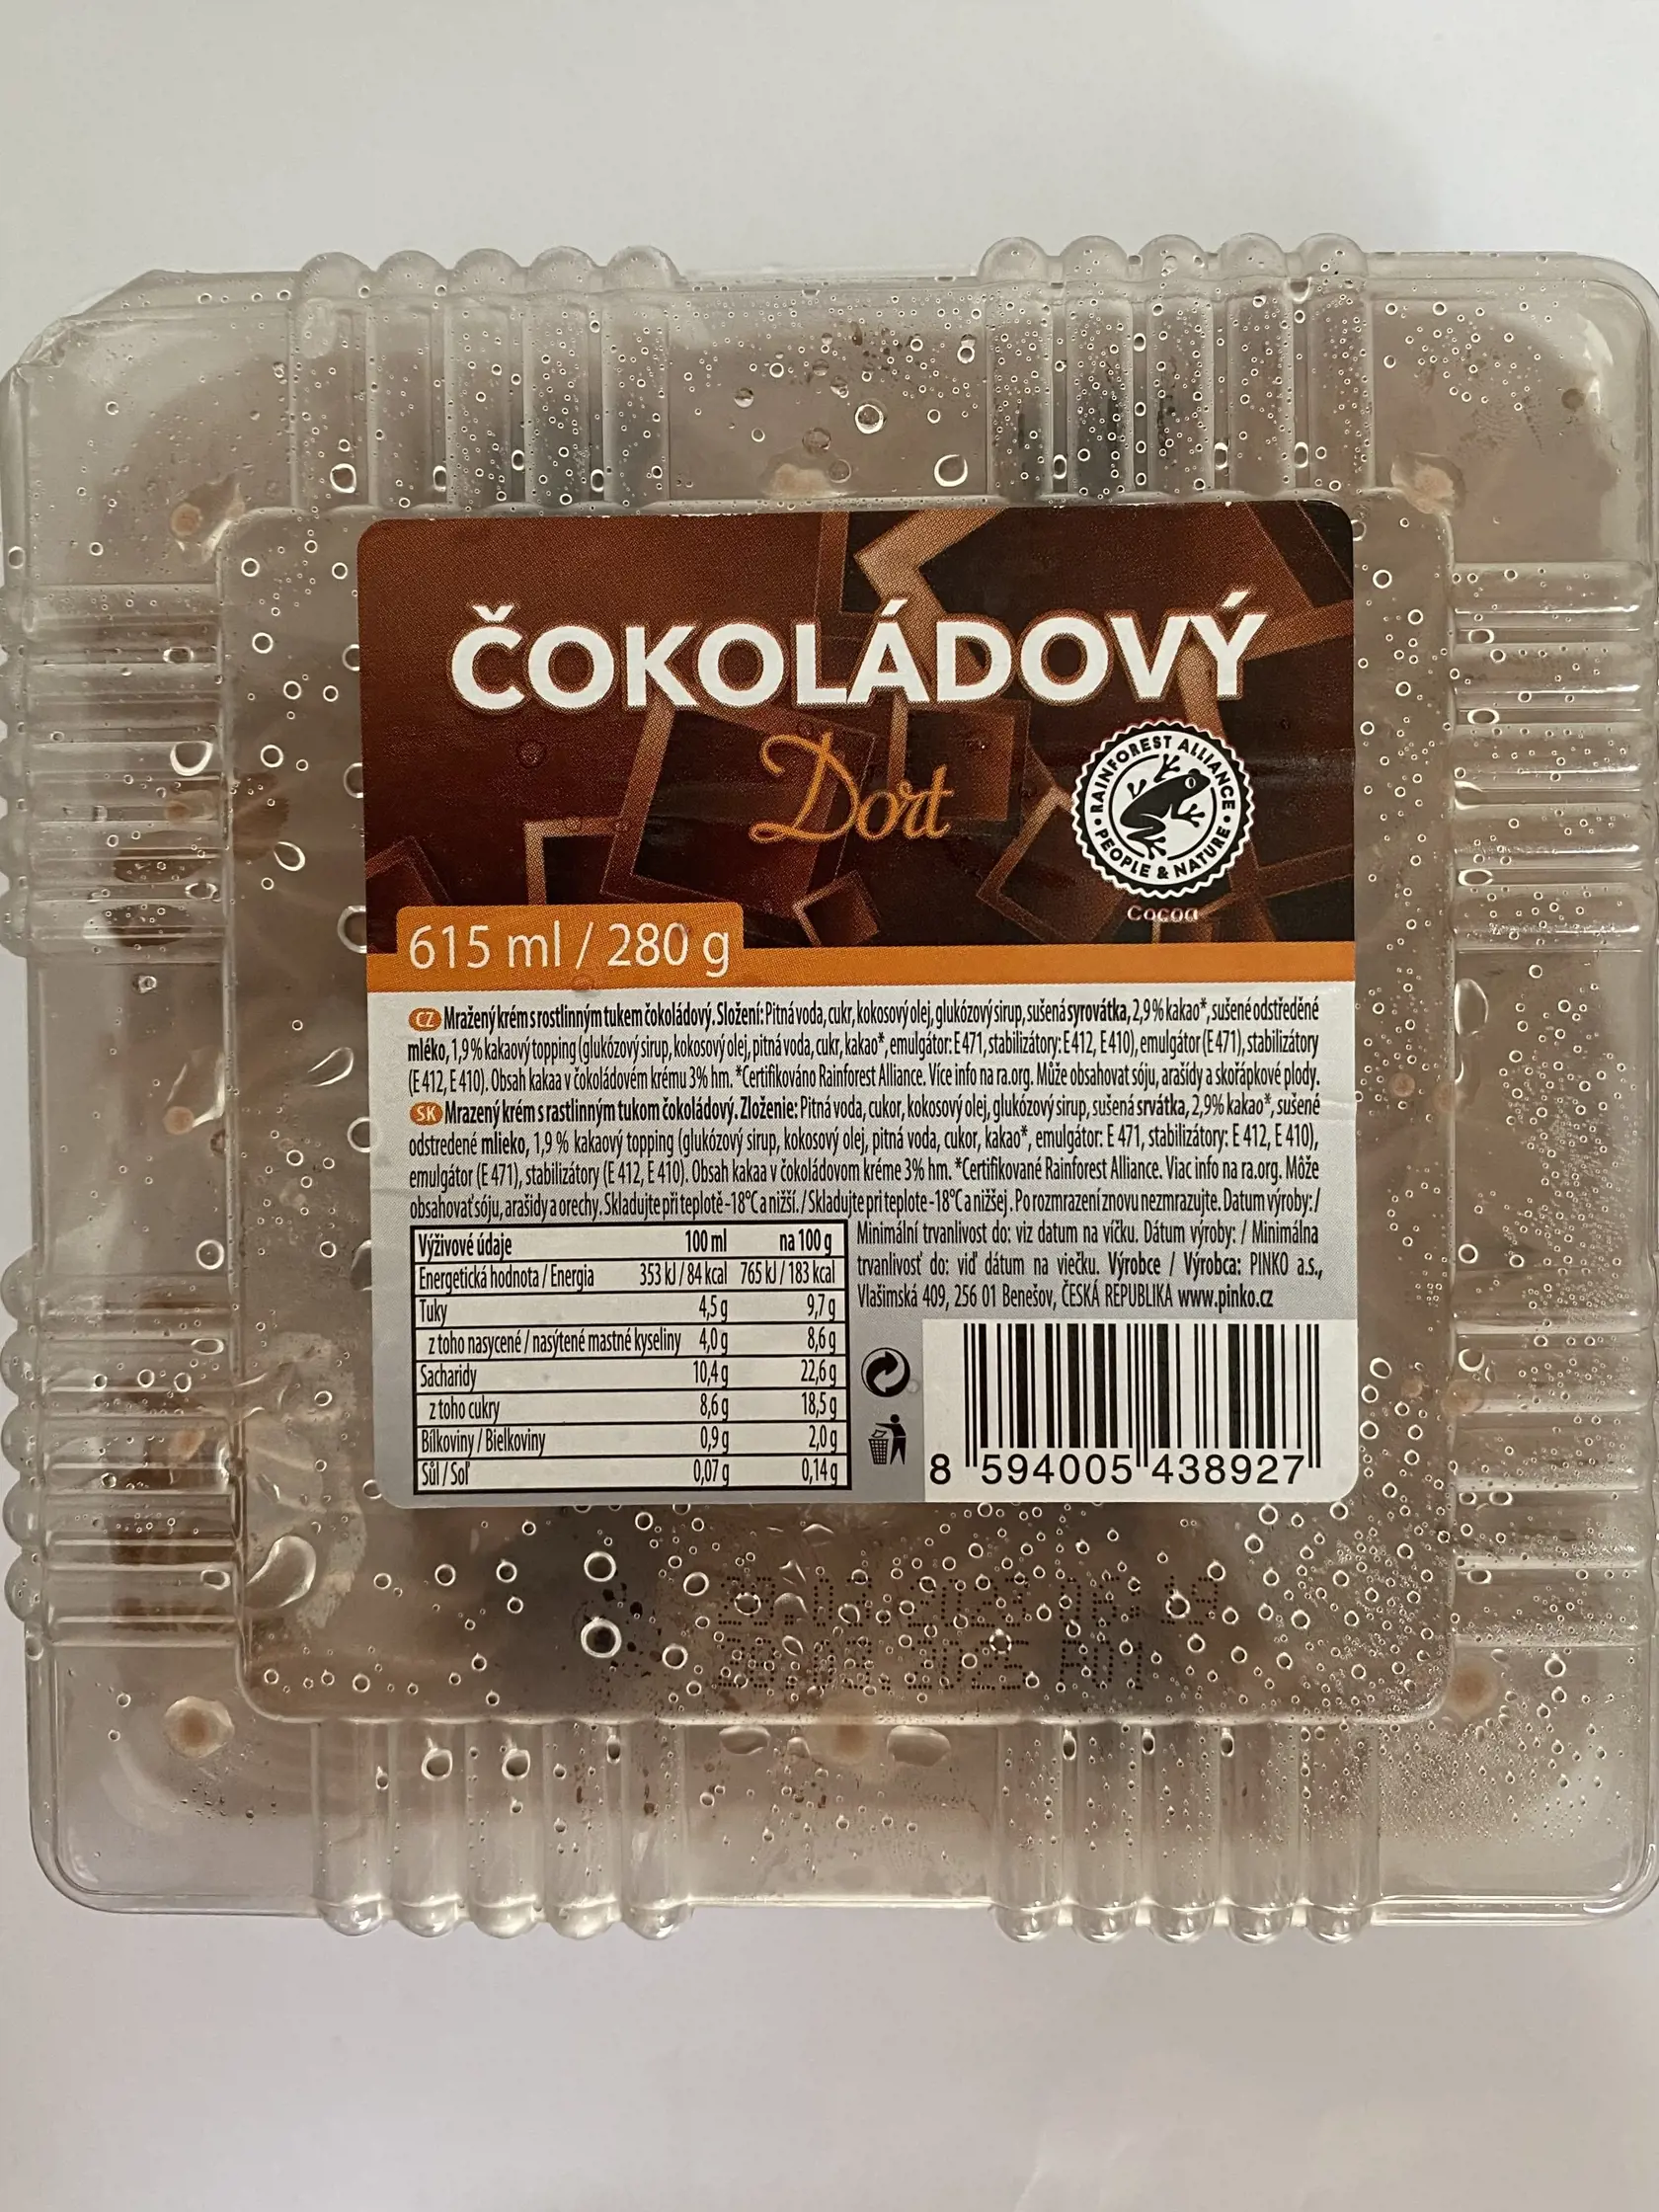 ČOKOLÁDOVÝ
Dort
RAINFOREST ALLIANCE
PEOPLE & NATURE
Cocoa
615 ml / 280 g
CZ Mražený krém s rostlinným tukem čokoládový. Složení: Pitná voda, cukr, kokosový olej, glukózový sirup, sušená syrovátka, 2,9 % kakao*, sušené odstředěné
mléko, 1,9 % kakaový topping (glukózový sirup, kokosový olej, pitná voda, cukr, kakao*, emulgátor: E 471, stabilizátory: E 412, E 410), emulgátor (E 471), stabilizátory
(E 412, E 410). Obsah kakaa v čokoládovém krému 3% hm. *Certifikováno Rainforest Alliance. Více info na ra.org. Může obsahovat sóju, arašídy a skořápkové plody.
SK Mrazený krém s rastlinným tukom čokoládový. Zloženie: Pitná voda, cukor, kokosový olej, glukózový sirup, sušená srvátka, 2,9% kakao*, sušené
odstredené mlieko, 1,9 % kakaový topping (glukózový sirup, kokosový olej, pitná voda, cukor, kakao*, emulgátor: E 471, stabilizátory: E 412, E 410),
emulgátor (E 471), stabilizátory (E 412, E 410). Obsah kakaa v čokoládovom kréme 3% hm. *Certifikované Rainforest Alliance. Viac info na ra.org. Môže
obsahovať sóju, arašidy a orechy. Skladujte při teplotě -18°C a nižší. / Skladujte pri teplote -18°C a nižšej. Po rozmrazení znovu nezmrazujte. Datum výroby: /
Minimální trvanlivost do: viz datum na víčku. Dátum výroby: / Minimálna
trvanlivosť do: viď dátum na viečku. Výrobce / Výrobca: PINKO a.s.,
Vlašimská 409, 256 01 Benešov, ČESKÁ REPUBLIKA www.pinko.cz
Výživové údaje 100 ml na 100 g
Energetická hodnota / Energia 353 kJ / 84 kcal 765 kJ / 183 kcal
Tuky 4,5 g 9,7 g
z toho nasycené / nasýtené mastné kyseliny 4,0 g 8,6 g
Sacharidy 10,4 g 22,6 g
z toho cukry 8,6 g 18,5 g
Bílkoviny / Bielkoviny 0,9 g 2,0 g
Sůl / Soľ 0,07 g 0,14 g
8 594005 438927